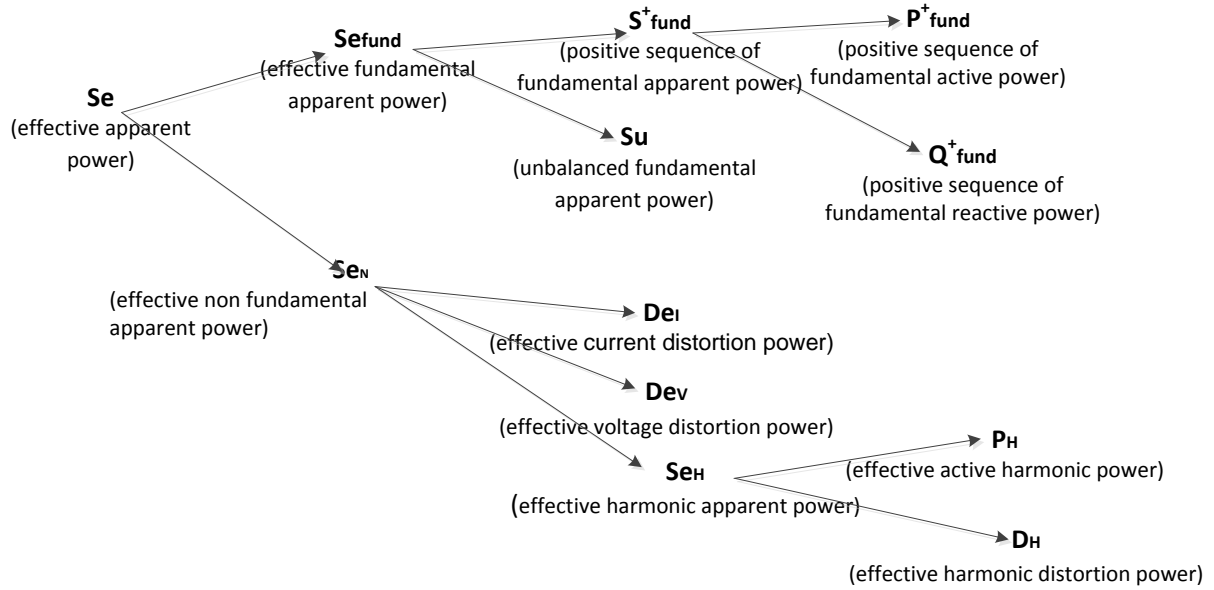 Se
(effective apparent
power)
Sefund
(effective fundamental
apparent power)
S+fund
(positive sequence of
fundamental apparent power)
P+fund
(positive sequence of
fundamental active power)
Q+fund
(positive sequence of
fundamental reactive power)
Su
(unbalanced fundamental
apparent power)
SeN
(effective non fundamental
apparent power)
DeI
(effective current distortion power)
DeV
(effective voltage distortion power)
SeH
(effective harmonic apparent power)
PH
(effective active harmonic power)
DH
(effective harmonic distortion power)